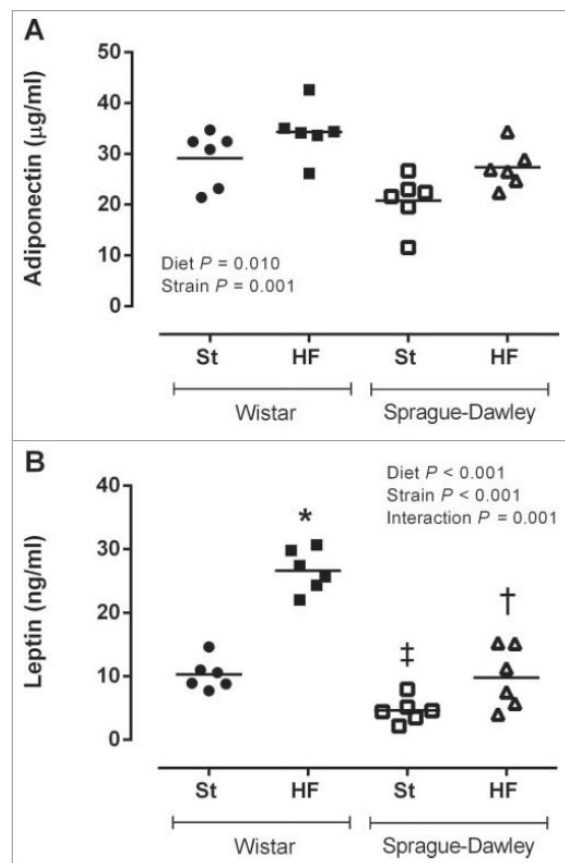 A
Adiponectin (μg/ml)
50
40
30
20
10
0
Diet P = 0.010
Strain P = 0.001
St HF St HF
Wistar Sprague-Dawley
B
Leptin (ng/ml)
Diet P < 0.001
Strain P < 0.001
Interaction P = 0.001
40
30
20
10
0
*
‡
†
St HF St HF
Wistar Sprague-Dawley